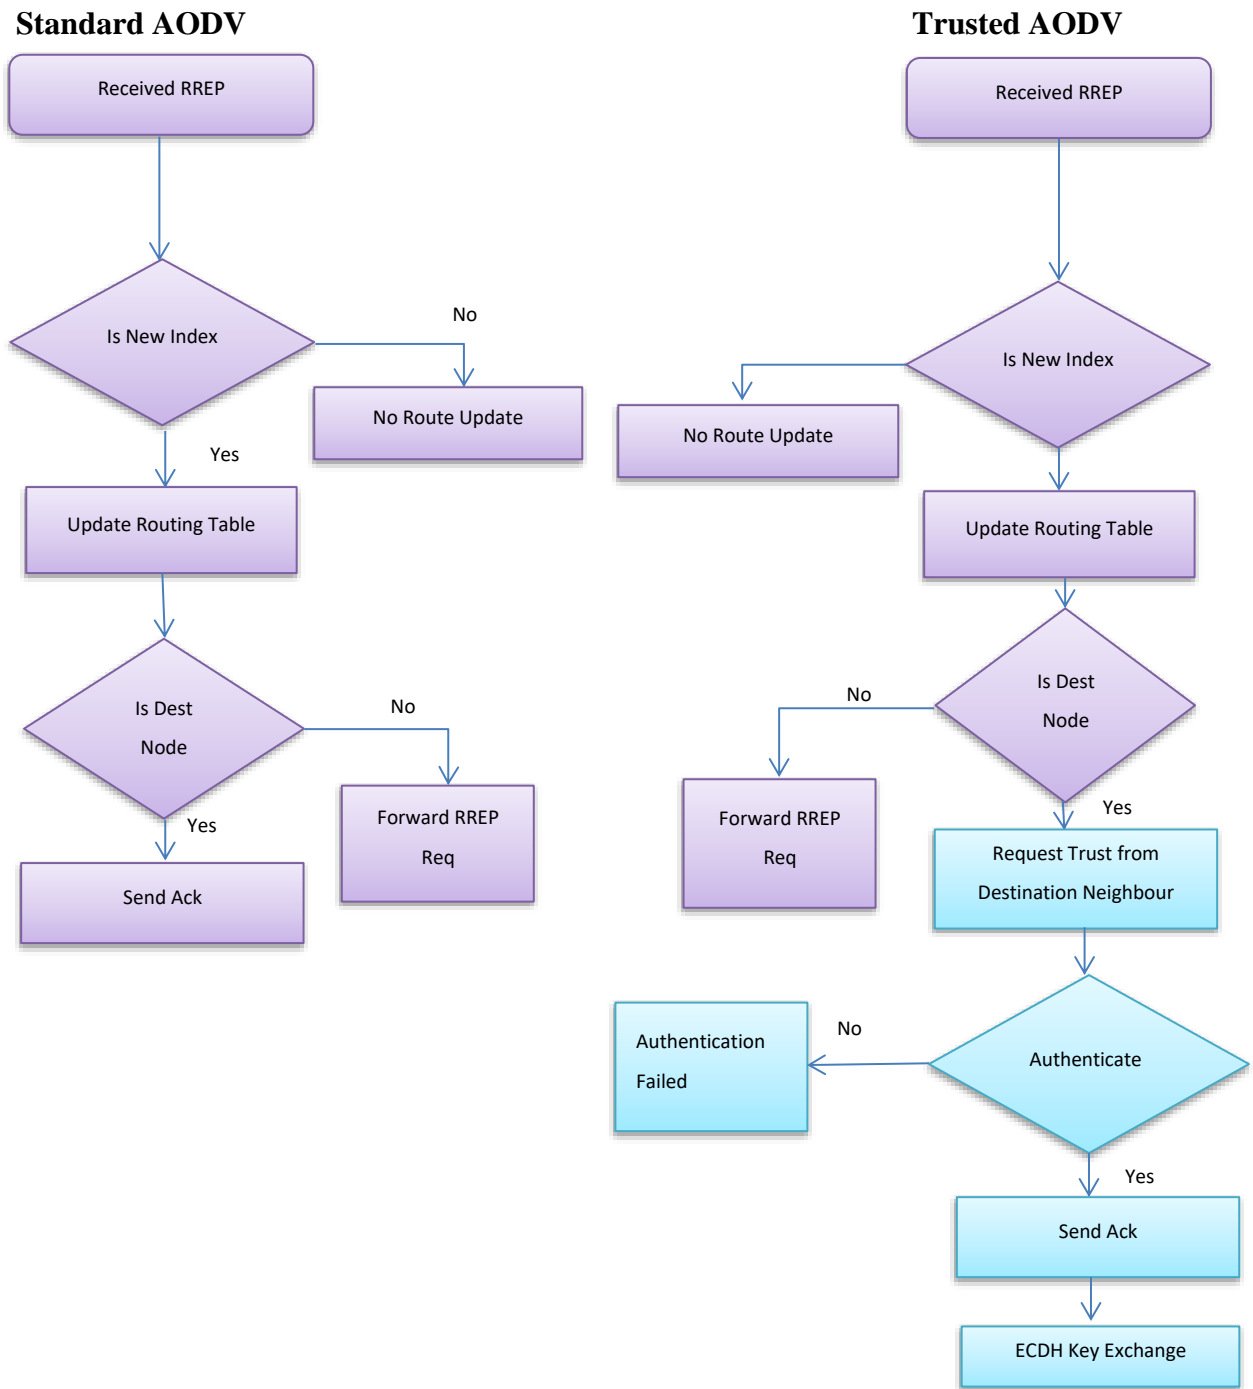 Standard AODV
Received RREP
Is New Index
No
No Route Update
Yes
Update Routing Table
Is Dest
Node
No
Forward RREP
Req
Yes
Send Ack
Trusted AODV
Received RREP
Is New Index
No Route Update
Update Routing Table
Is Dest
Node
No
Forward RREP
Req
Yes
Request Trust from
Destination Neighbour
Authenticate
No
Authentication
Failed
Yes
Send Ack
ECDH Key Exchange